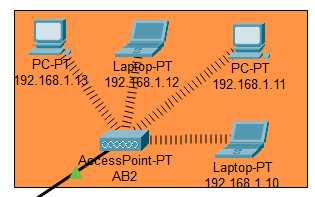 PC-PT
192.168.1.13
Laptop-PT
192.168.1.12
PC-PT
192.168.1.11
AccessPoint-PT
AB2
Laptop-PT
192.168.1.10